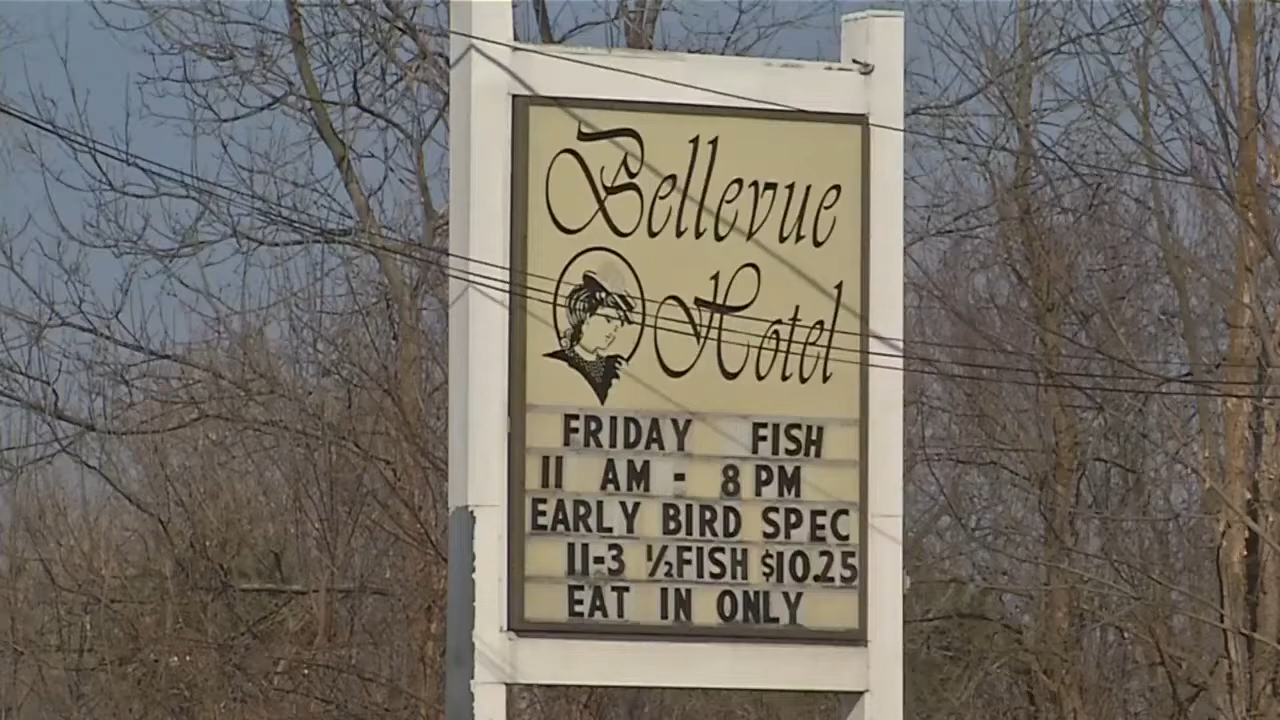 Bellevue
Hotel
FRIDAY FISH
11 AM - 8 PM
EARLY BIRD SPEC
11-3 ½FISH $10.25
EAT IN ONLY